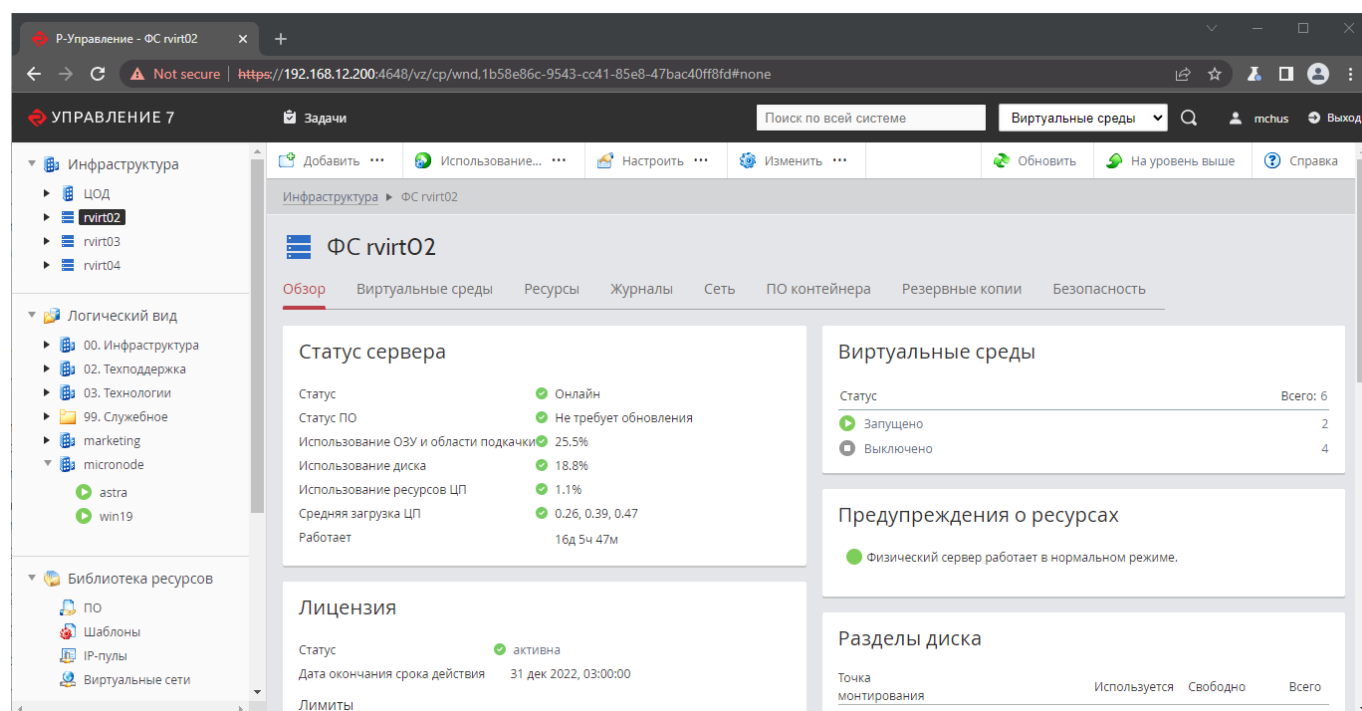 Р-Управление - ФС rvirt02
Not secure | https://192.168.12.200:4648/vz/cp/wnd,1b58e86c-9543-cc41-85e8-47bac40ff8fd#none
УПРАВЛЕНИЕ 7
Задачи
Поиск по всей системе
Виртуальные среды
mchus
Выход
Добавить
Использование...
Настроить
Изменить
Обновить
На уровень выше
Справка
Инфраструктура
ЦОД
rvirt02
rvirt03
rvirt04
Логический вид
00. Инфраструктура
02. Техподдержка
03. Технологии
99. Служебное
marketing
micronode
astra
win19
Библиотека ресурсов
ПО
Шаблоны
IP-пулы
Виртуальные сети
Инфраструктура ФС rvirt02
ФС rvirt02
Обзор Виртуальные среды Ресурсы Журналы Сеть ПО контейнера Резервные копии Безопасность
Статус сервера
Статус Онлайн
Статус ПО Не требует обновления
Использование ОЗУ и области подкачки 25.5%
Использование диска 18.8%
Использование ресурсов ЦП 1.1%
Средняя загрузка ЦП 0.26, 0.39, 0.47
Работает 16д 5ч 47м
Лицензия
Статус активна
Дата окончания срока действия 31 дек 2022, 03:00:00
Лимиты
Виртуальные среды
Статус Всего: 6
Запущено 2
Выключено 4
Предупреждения о ресурсах
Физический сервер работает в нормальном режиме.
Разделы диска
Точка
монтирования Используется Свободно Всего